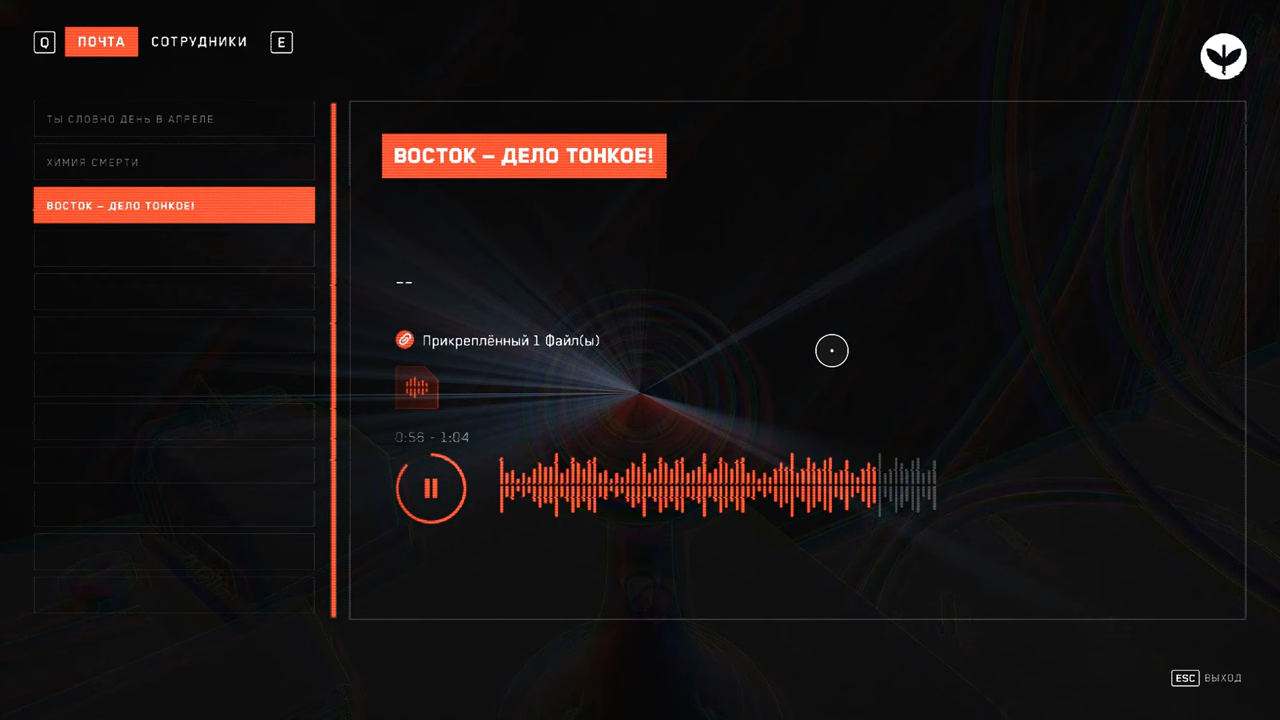 Q ПОЧТА СОТРУДНИКИ E
ТЫ СЛОВНО ДЕНЬ В АПРЕЛЕ
ХИМИЯ СМЕРТИ
ВОСТОК – ДЕЛО ТОНКОЕ!
ВОСТОК – ДЕЛО ТОНКОЕ!
--
Прикреплённый 1 Файл(ы)
0:56 - 1:04
ESC ВЫХОД